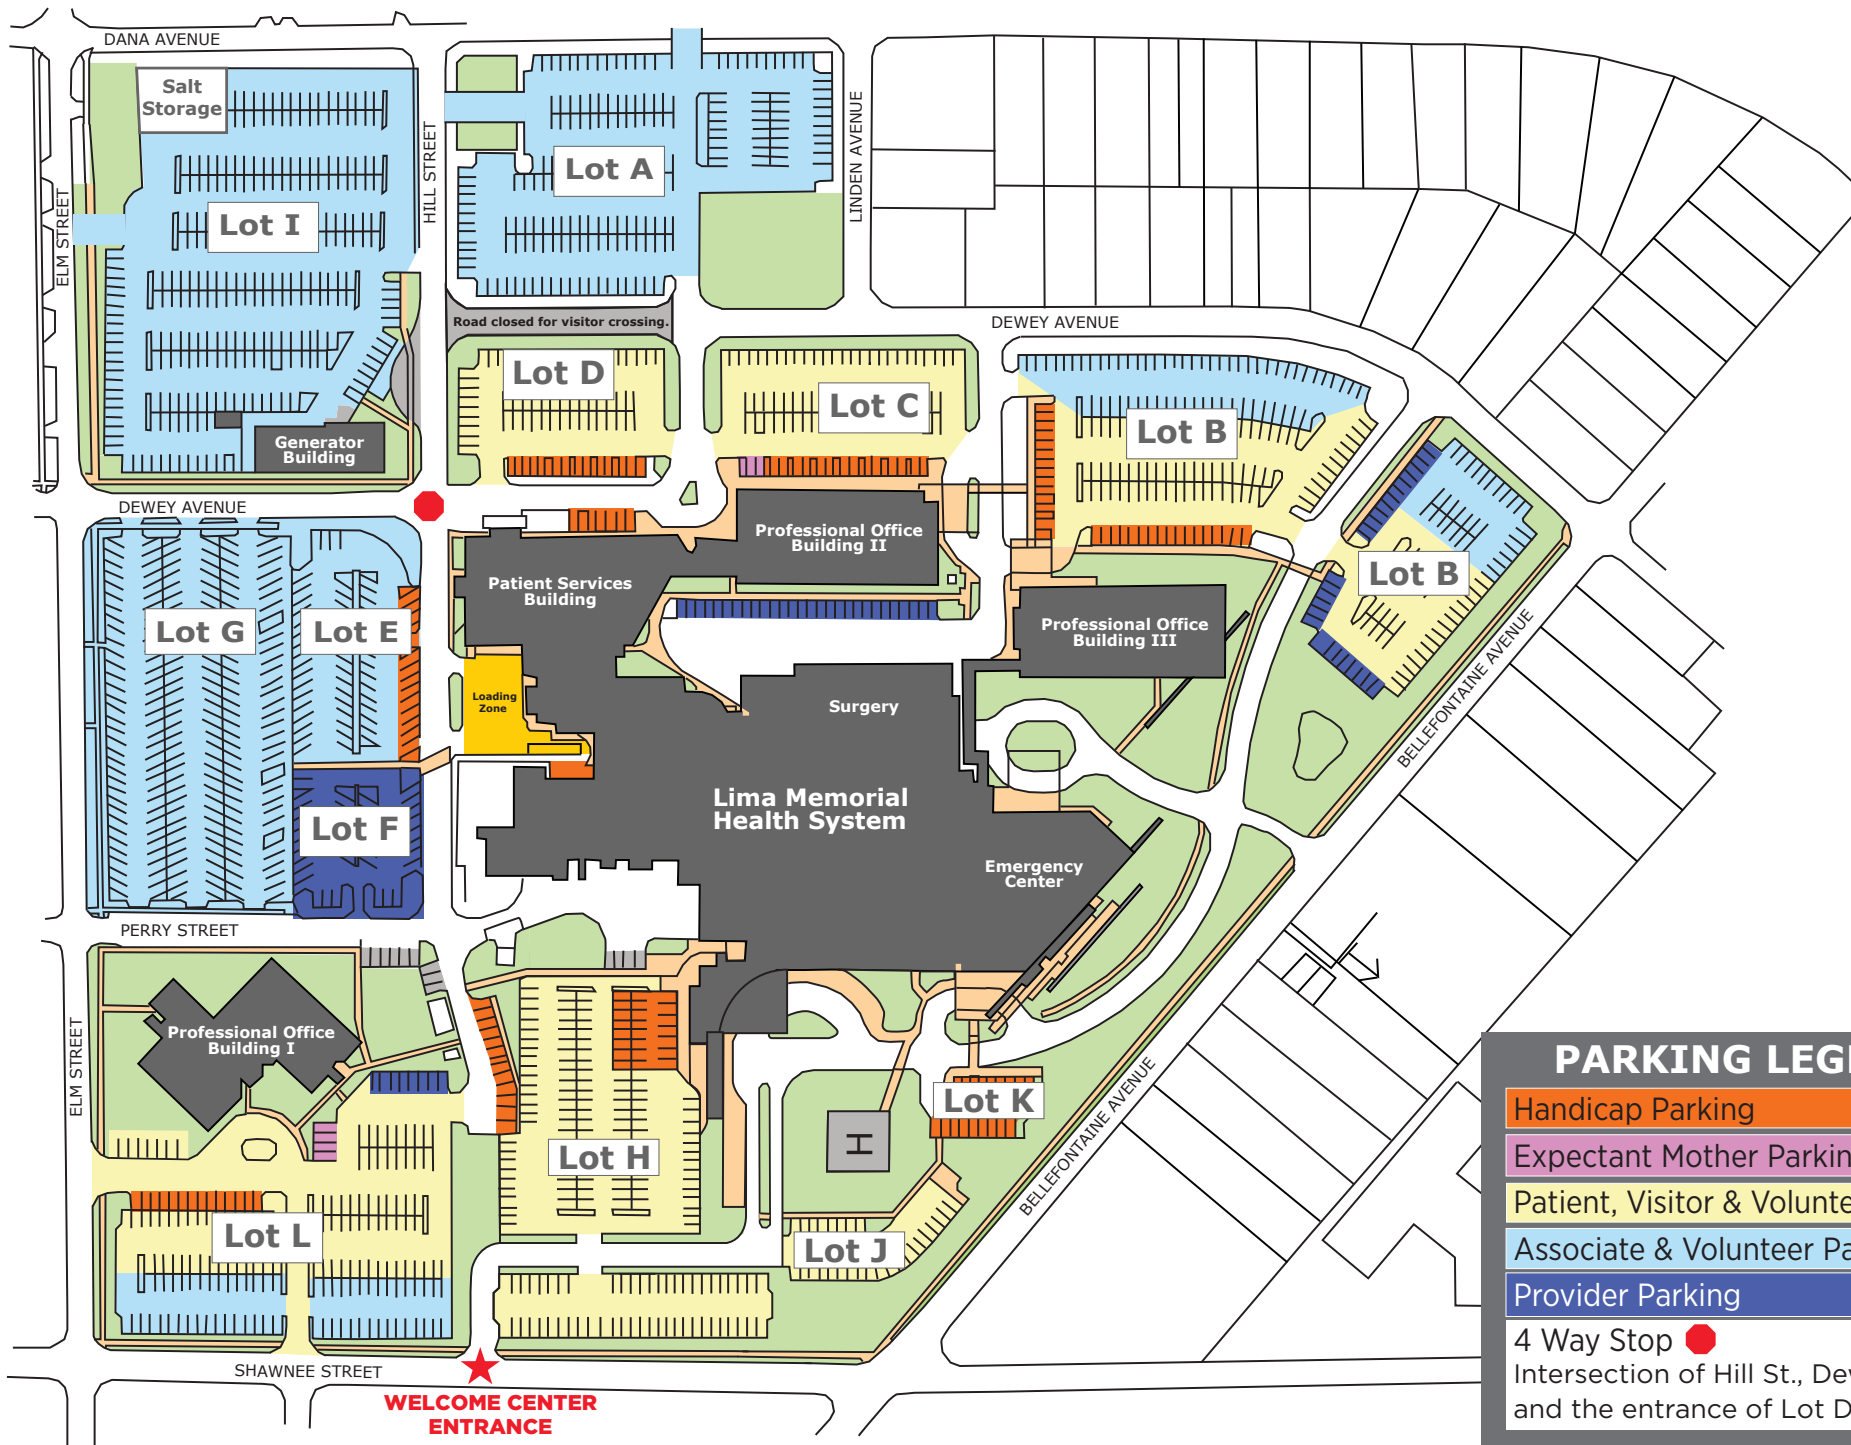 DANA AVENUE
Salt
Storage
HILL STREET
Lot A
LINDEN AVENUE
ELM STREET
Lot I
Road closed for visitor crossing.
DEWEY AVENUE
Lot D
Lot C
Lot B
Generator
Building
DEWEY AVENUE
Professional Office
Building II
Patient Services
Building
Lot B
Lot G
Lot E
Professional Office
Building III
BELLEFONTAINE AVENUE
Loading
Zone
Surgery
Lima Memorial
Health System
Lot F
Emergency
Center
PERRY STREET
Professional Office
Building I
ELM STREET
Lot K
BELLEFONTAINE AVENUE
H
Lot H
Lot L
Lot J
SHAWNEE STREET
WELCOME CENTER
ENTRANCE
PARKING LEG
Handicap Parking
Expectant Mother Parkin
Patient, Visitor & Volunte
Associate & Volunteer Pa
Provider Parking
4 Way Stop
Intersection of Hill St., De
and the entrance of Lot D